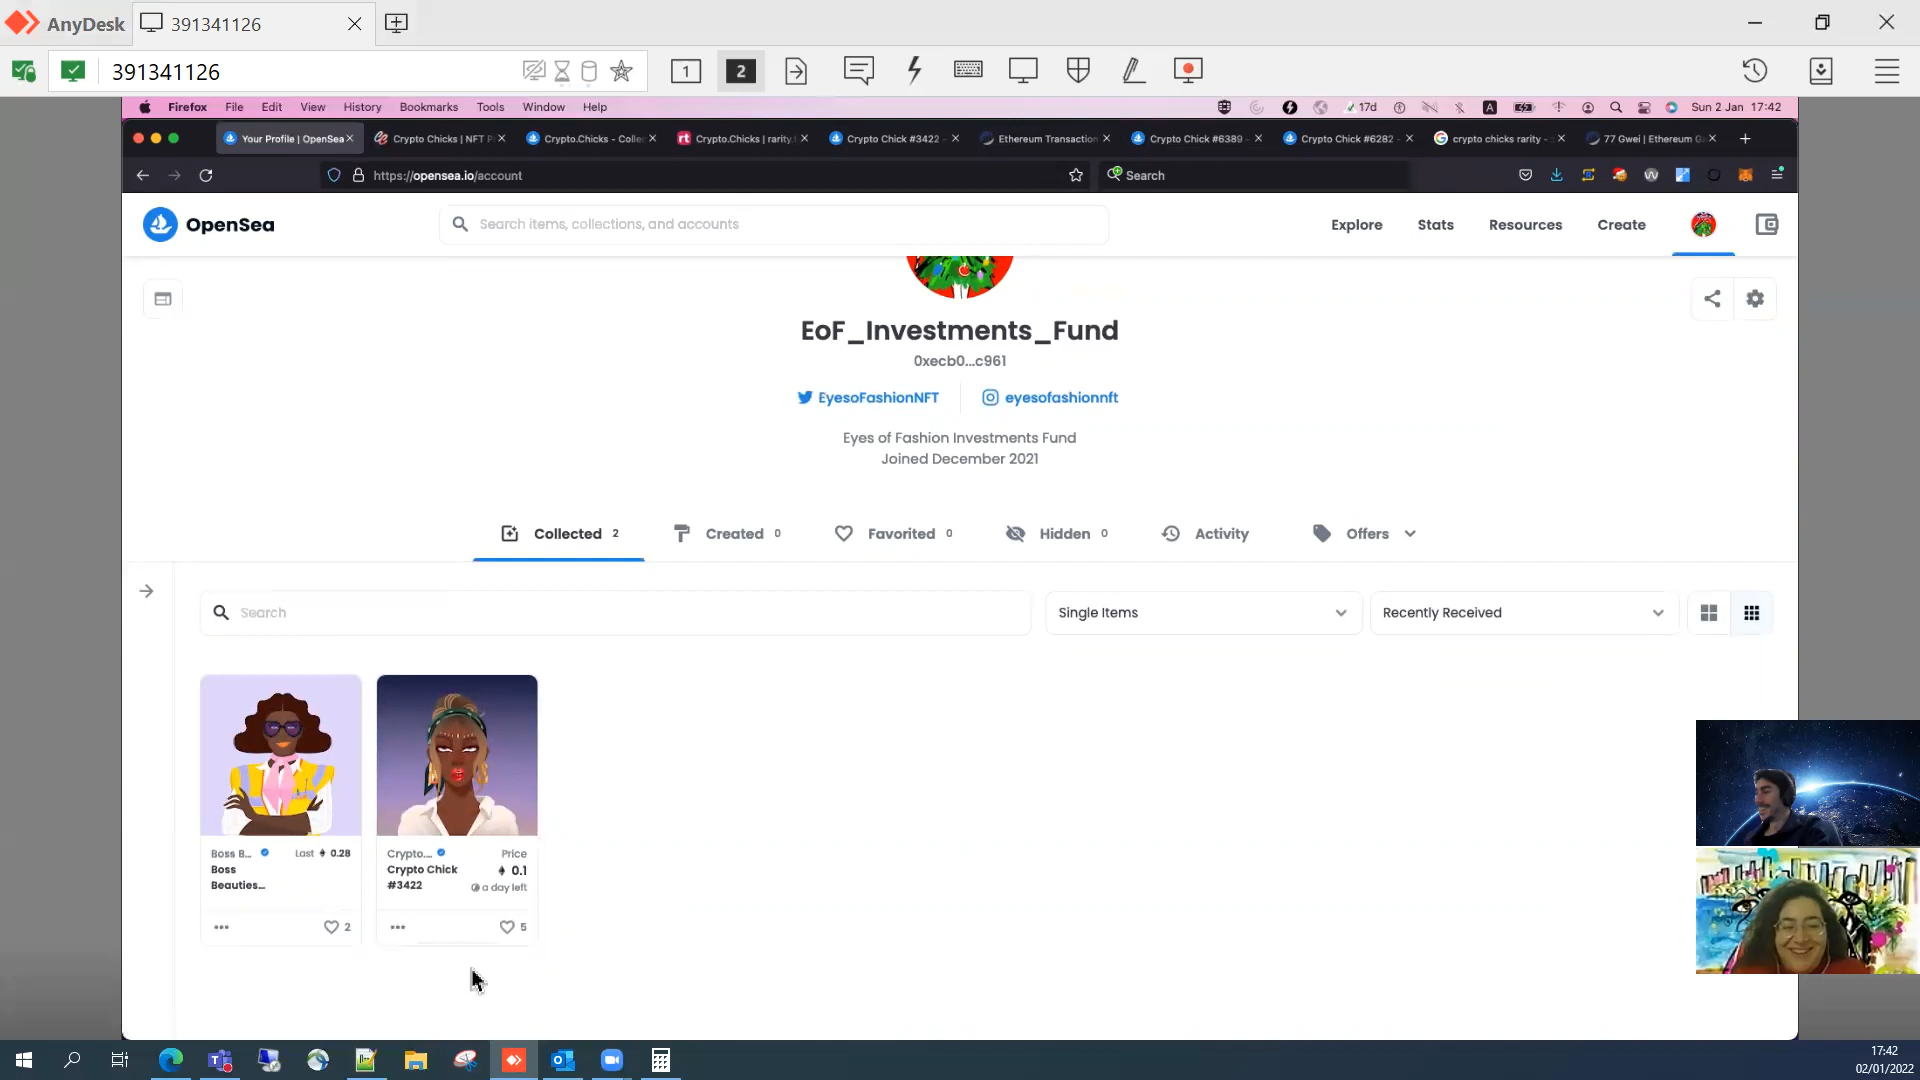 AnyDesk
391341126
391341126
1
2
Firefox File Edit View History Bookmarks Tools Window Help
17d
A
Sun 2 Jan 17:42
Your Profile | OpenSea
Crypto Chicks | NFT P
Crypto.Chicks - Colle
Crypto.Chicks | rarity.
Crypto Chick #3422 -
Ethereum Transaction
Crypto Chick #6389 -
Crypto Chick #6282 -
crypto chicks rarity -
77 Gwei | Ethereum G
https://opensea.io/account
Search
OpenSea
Search items, collections, and accounts
Explore Stats Resources Create
EoF_Investments_Fund
0xecb0...c961
EyesoFashionNFT
eyesofashionnft
Eyes of Fashion Investments Fund
Joined December 2021
Collected 2
Created 0
Favorited 0
Hidden 0
Activity
Offers
Search
Single Items
Recently Received
Boss B... Last 0.28
Boss
Beauties...
2
Crypto.... Price
Crypto Chick 0.1
#3422 a day left
5
17:42
02/01/2022